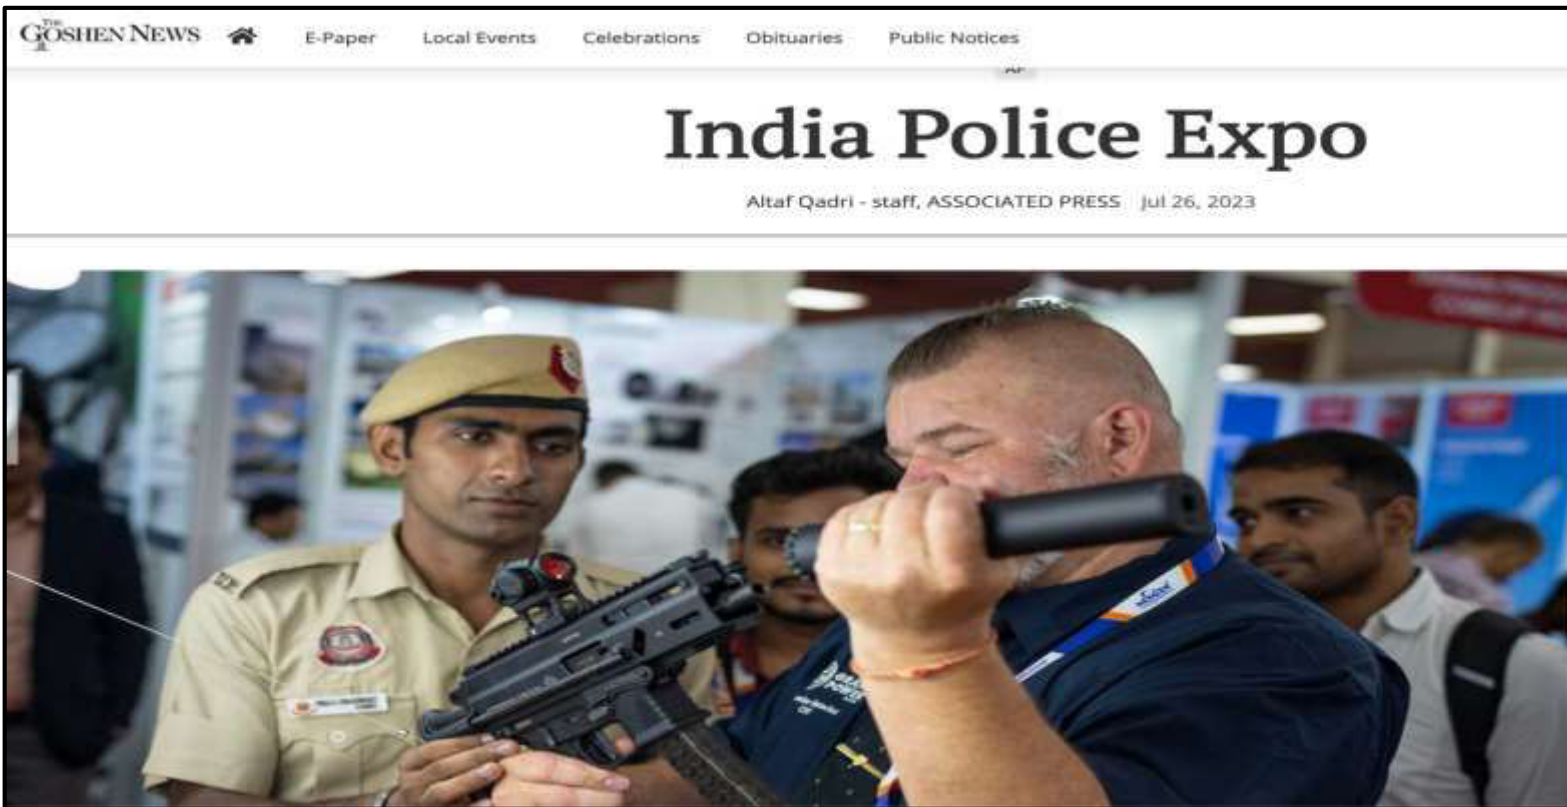 THE
GOSHEN NEWS
E-Paper
Local Events
Celebrations
Obituaries
Public Notices
AP
India Police Expo
Altaf Qadri - staff, ASSOCIATED PRESS Jul 26, 2023